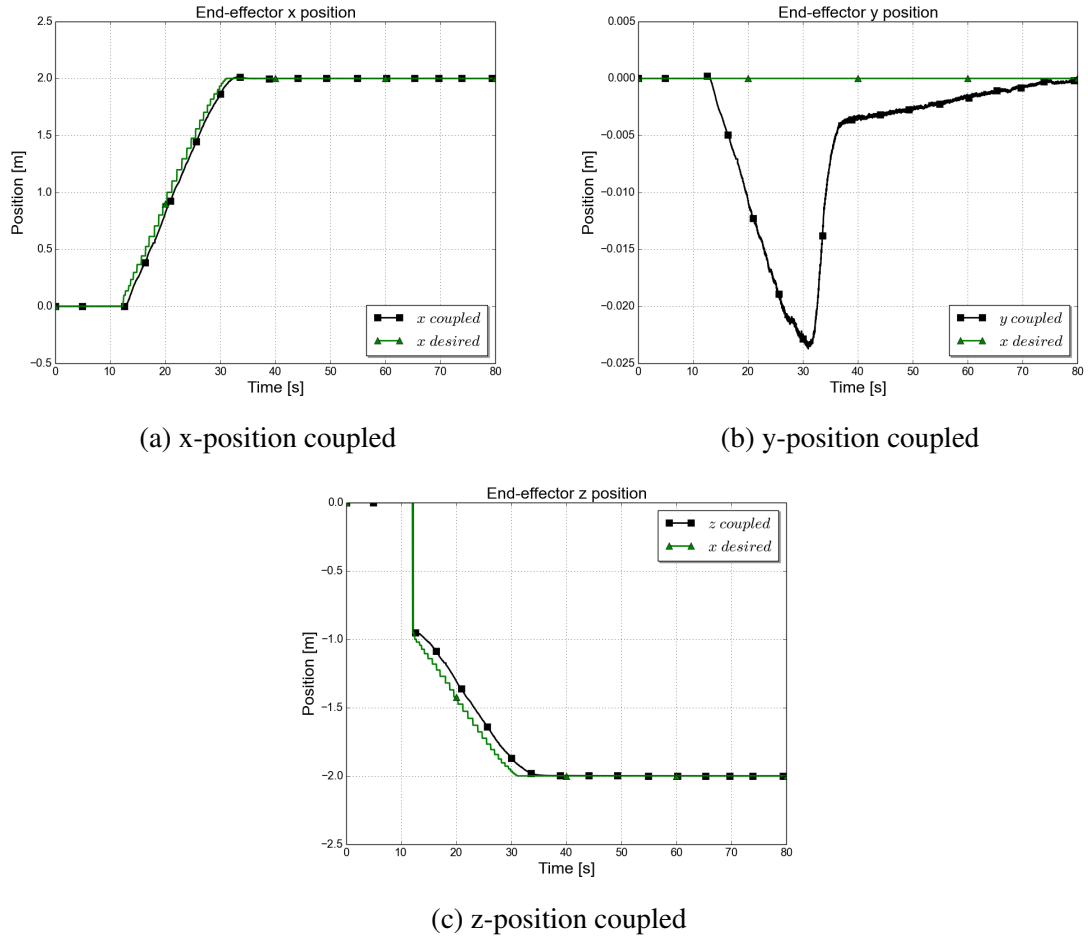 End-effector x position
2.5
2.0
1.5
1.0
0.5
0.0
−0.5
Position [m]
x coupled
x desired
0 10 20 30 40 50 60 70 80
Time [s]
(a) x-position coupled
End-effector y position
0.005
0.000
−0.005
−0.010
−0.015
−0.020
−0.025
Position [m]
y coupled
x desired
0 10 20 30 40 50 60 70 80
Time [s]
(b) y-position coupled
End-effector z position
0.0
−0.5
−1.0
−1.5
−2.0
−2.5
Position [m]
z coupled
x desired
0 10 20 30 40 50 60 70 80
Time [s]
(c) z-position coupled